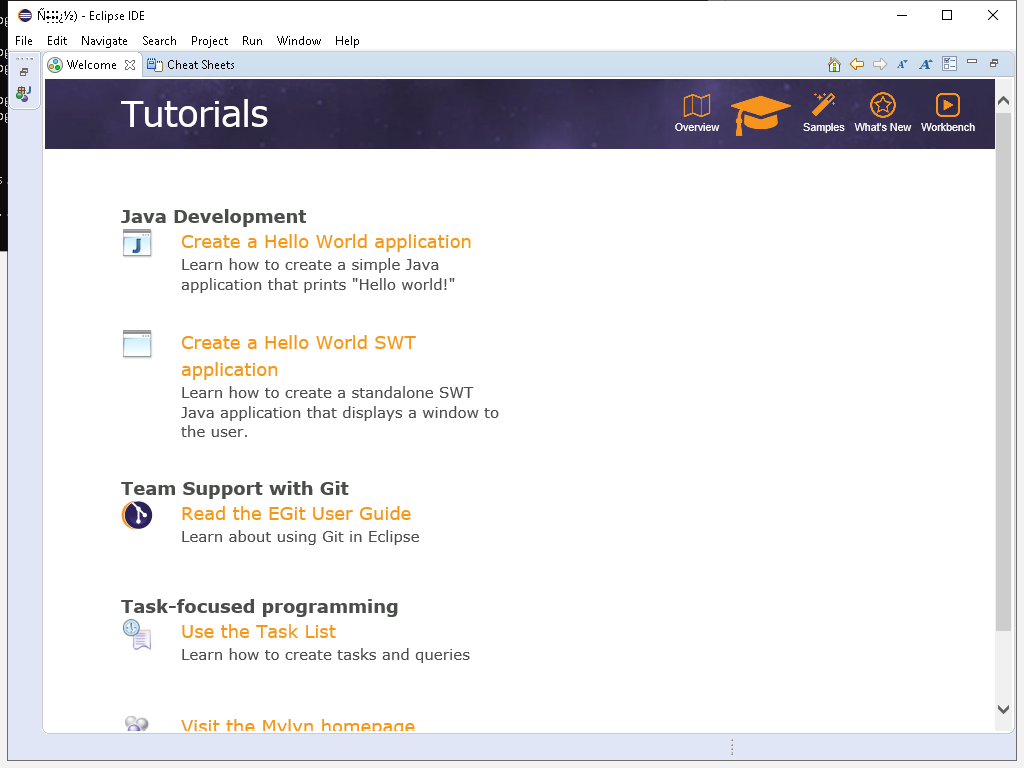 - Eclipse IDE
File Edit Navigate Search Project Run Window Help
Welcome Cheat Sheets
Tutorials
Overview Samples What's New Workbench
Java Development
Create a Hello World application
Learn how to create a simple Java
application that prints "Hello world!"
Create a Hello World SWT
application
Learn how to create a standalone SWT
Java application that displays a window to
the user.
Team Support with Git
Read the EGit User Guide
Learn about using Git in Eclipse
Task-focused programming
Use the Task List
Learn how to create tasks and queries
Visit the Mylyn homepage